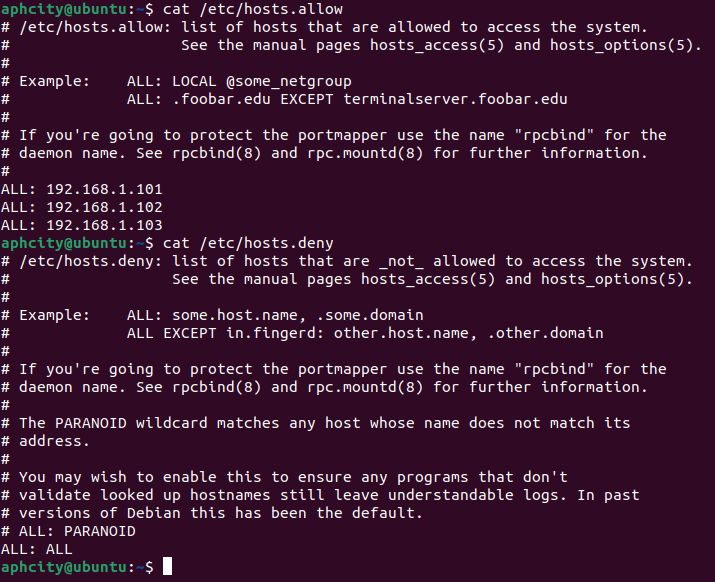 aphcity@ubuntu:~$ cat /etc/hosts.allow
# /etc/hosts.allow: list of hosts that are allowed to access the system.
#                   See the manual pages hosts_access(5) and hosts_options(5).
#
# Example:    ALL: LOCAL @some_netgroup
#             ALL: .foobar.edu EXCEPT terminalserver.foobar.edu
#
# If you're going to protect the portmapper use the name "rpcbind" for the
# daemon name. See rpcbind(8) and rpc.mountd(8) for further information.
#
ALL: 192.168.1.101
ALL: 192.168.1.102
ALL: 192.168.1.103
aphcity@ubuntu:~$ cat /etc/hosts.deny
# /etc/hosts.deny: list of hosts that are _not_ allowed to access the system.
#                  See the manual pages hosts_access(5) and hosts_options(5).
#
# Example:    ALL: some.host.name, .some.domain
#             ALL EXCEPT in.fingerd: other.host.name, .other.domain
#
# If you're going to protect the portmapper use the name "rpcbind" for the
# daemon name. See rpcbind(8) and rpc.mountd(8) for further information.
#
# The PARANOID wildcard matches any host whose name does not match its
# address.
#
# You may wish to enable this to ensure any programs that don't
# validate looked up hostnames still leave understandable logs. In past
# versions of Debian this has been the default.
# ALL: PARANOID
ALL: ALL
aphcity@ubuntu:~$